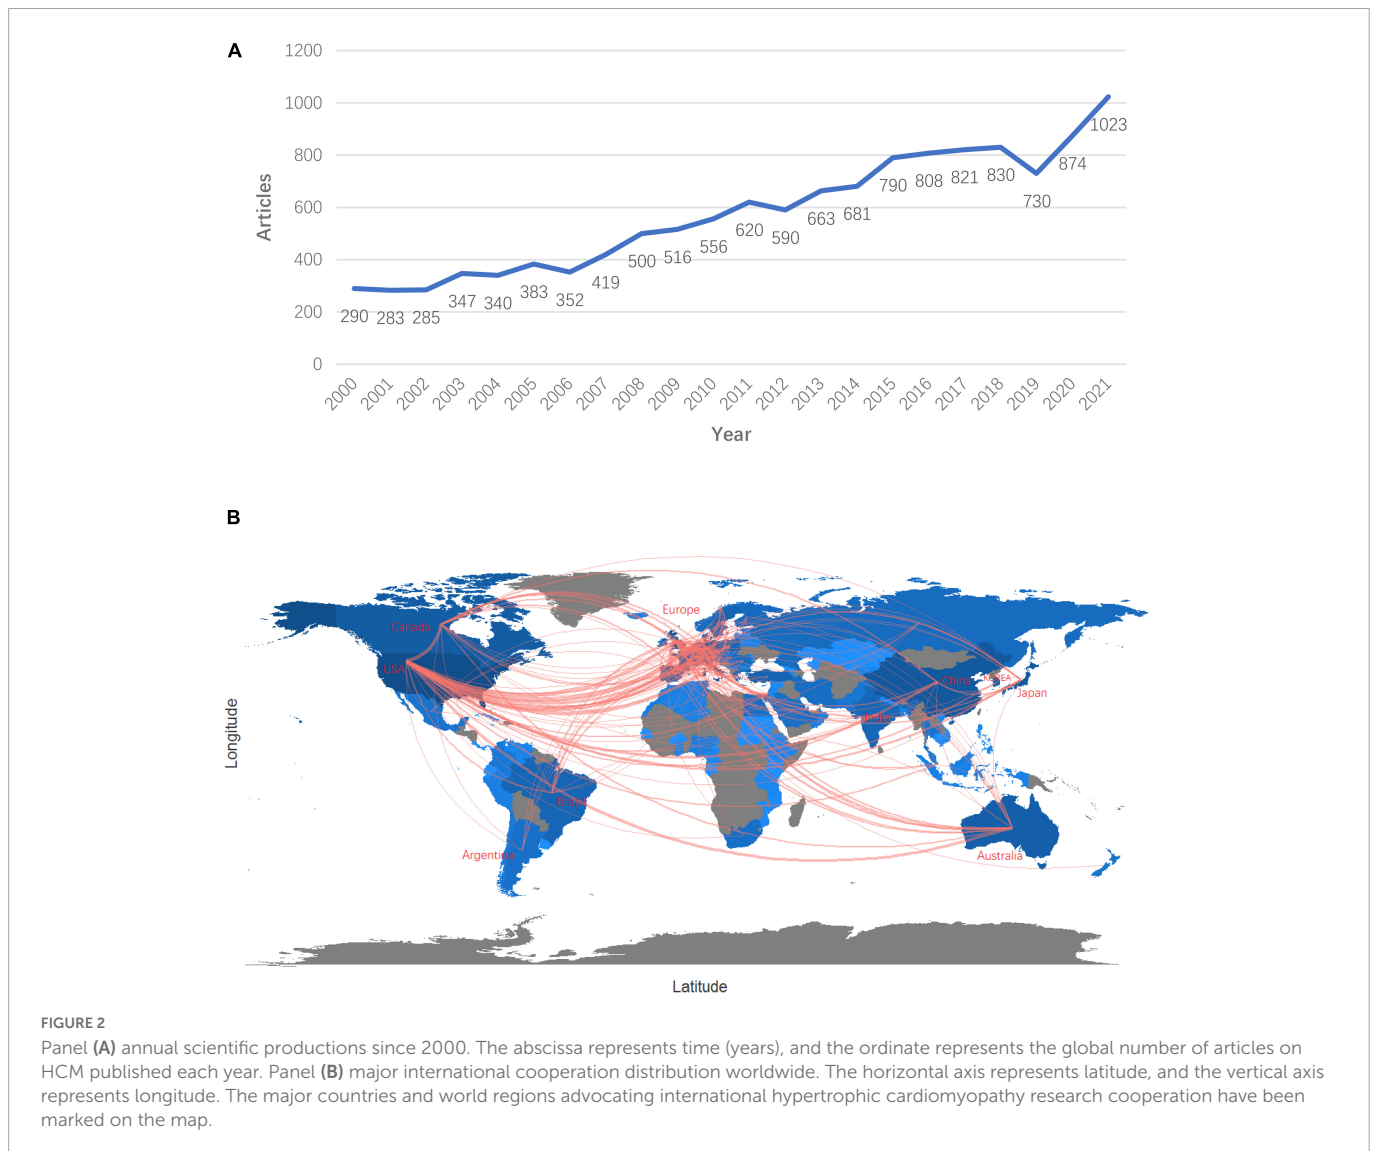 A
1200
1000
800
600
400
200
0
Articles
290 283 285 347 340 383 352 419 500 516 556 620 590 663 681 790 808 821 830 730 874 1023
2000 2001 2002 2003 2004 2005 2006 2007 2008 2009 2010 2011 2012 2013 2014 2015 2016 2017 2018 2019 2020 2021
Year
B
Longitude
Europe
Canada
USA
China
KOREA
Japan
India
Brazil
Argentina
Australia
Latitude
FIGURE 2
Panel (A) annual scientific productions since 2000. The abscissa represents time (years), and the ordinate represents the global number of articles on
HCM published each year. Panel (B) major international cooperation distribution worldwide. The horizontal axis represents latitude, and the vertical axis
represents longitude. The major countries and world regions advocating international hypertrophic cardiomyopathy research cooperation have been
marked on the map.